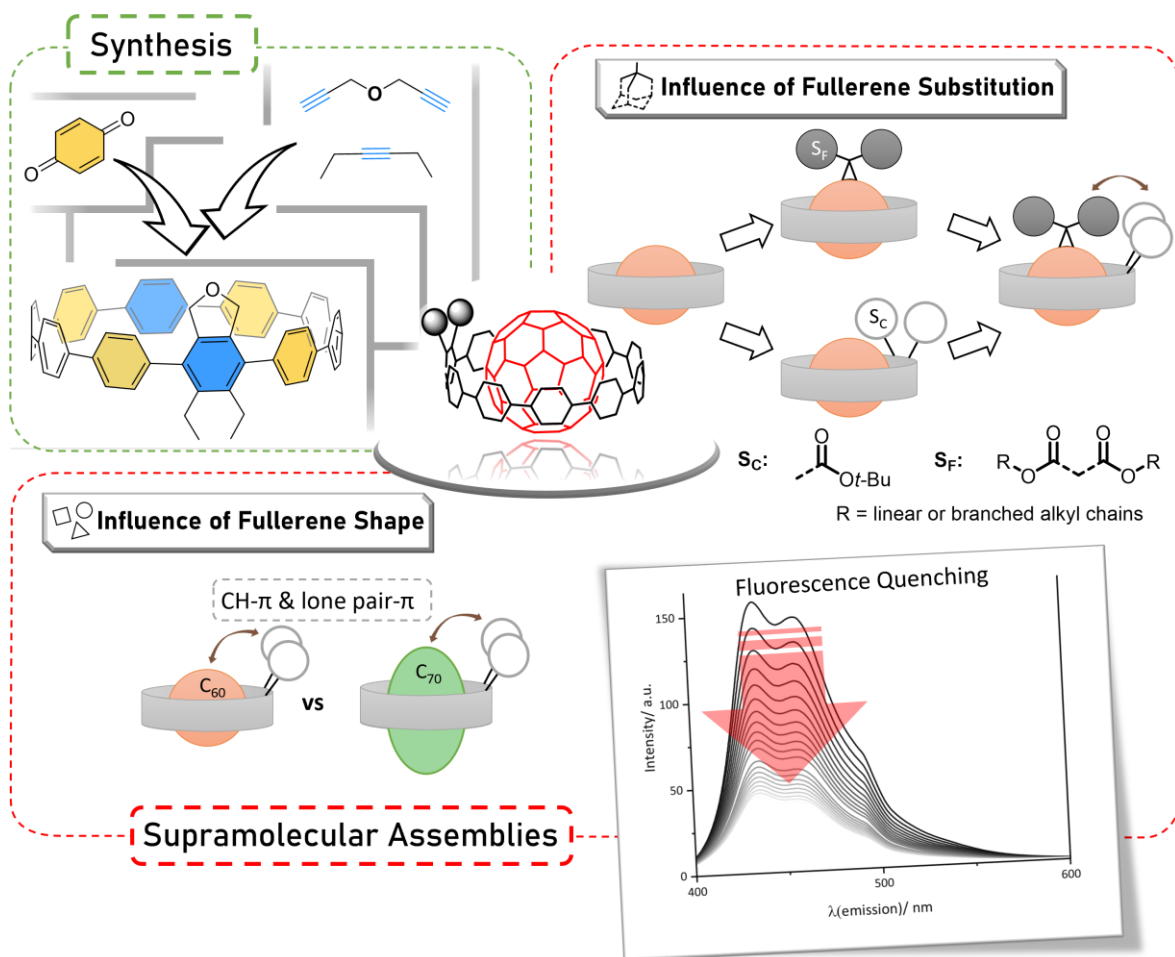 Synthesis
O
O
O
O
Influence of Fullerene Substitution
S_F
S_C
S_C:
O
Ot-Bu
S_F:
O O
R O O R
R = linear or branched alkyl chains
Influence of Fullerene Shape
CH-π & lone pair-π
C₆₀
vs
C₇₀
Supramolecular Assemblies
Fluorescence Quenching
150
100
50
0
Intensity/ a.u.
400 500 600
λ(emission)/ nm